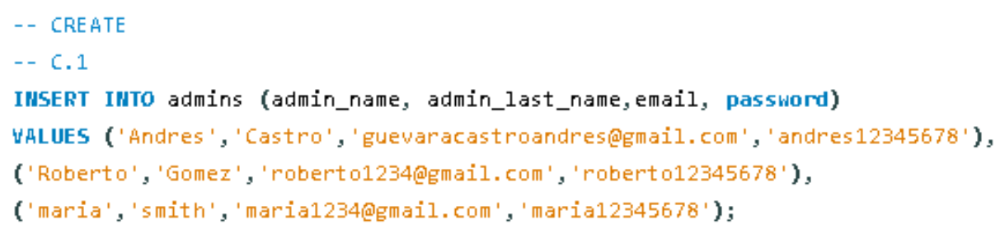 -- CREATE
-- C.1
INSERT INTO admins (admin_name, admin_last_name,email, password)
VALUES ('Andres','Castro','guevaracastroandres@gmail.com','andres12345678'),
('Roberto','Gomez','roberto1234@gmail.com','roberto12345678'),
('maria','smith','maria1234@gmail.com','maria12345678');